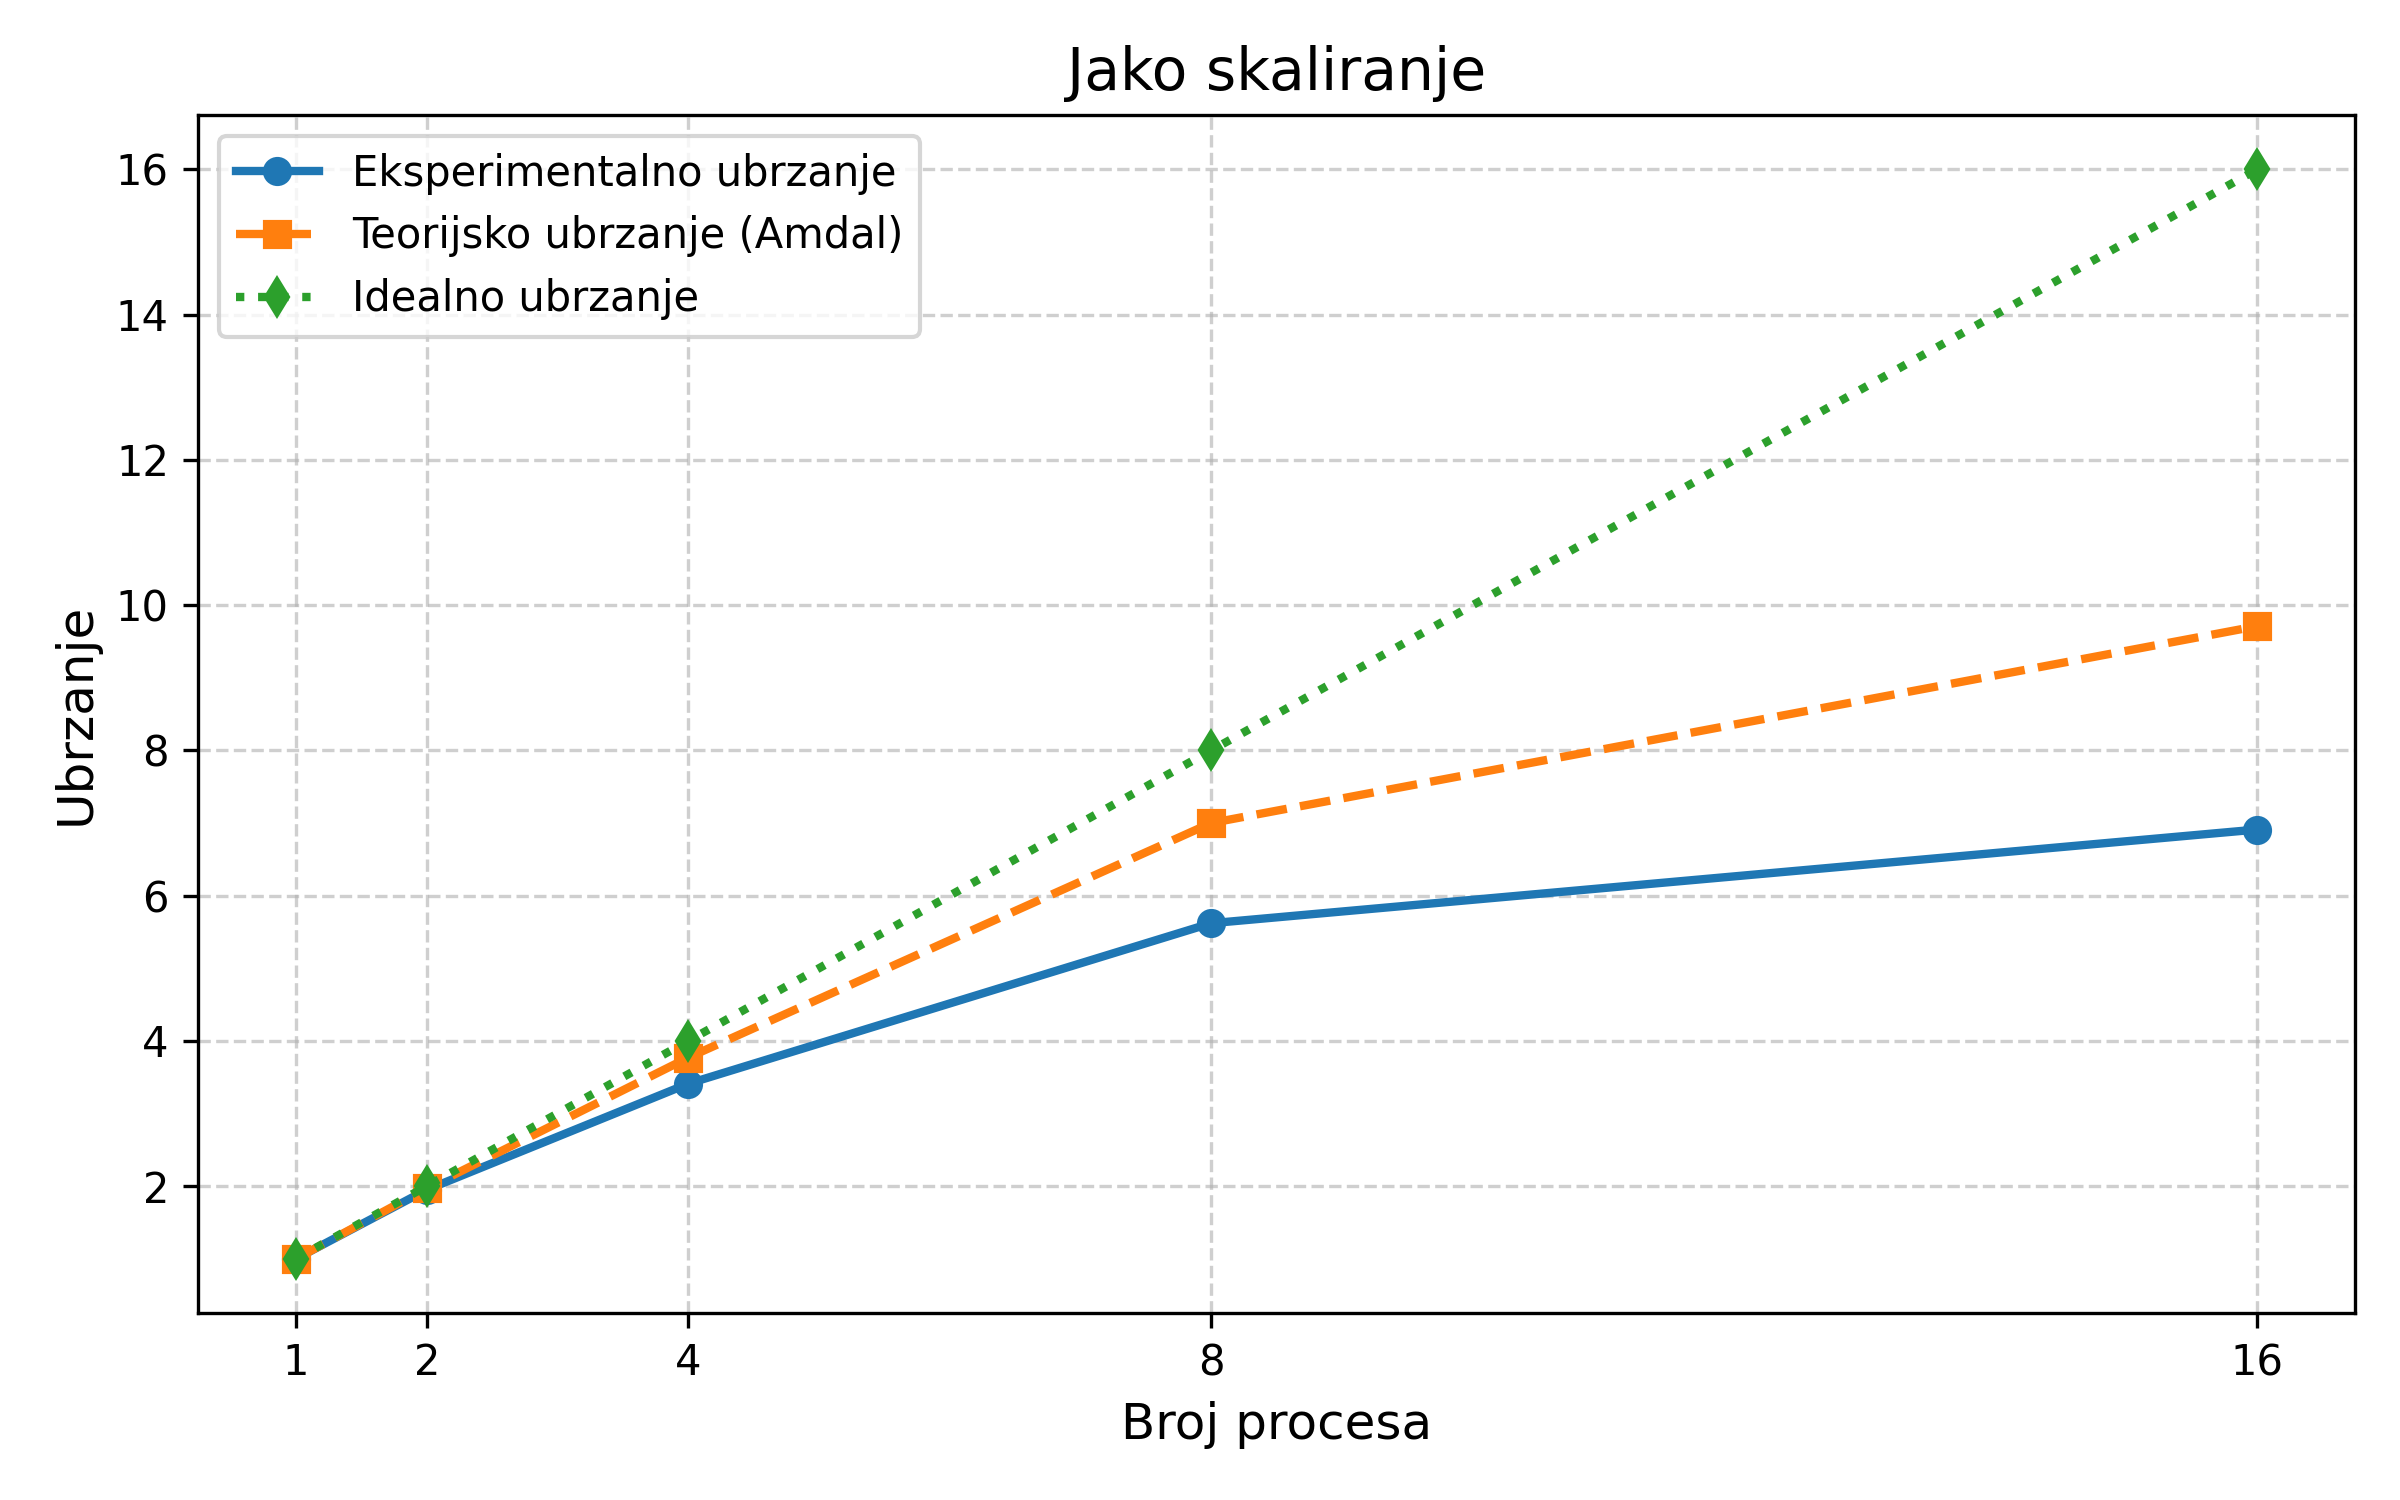 Jako skaliranje
Eksperimentalno ubrzanje
Teorijsko ubrzanje (Amdal)
Idealno ubrzanje
16
14
12
10
8
6
4
2
Ubrzanje
1 2 4 8 16
Broj procesa